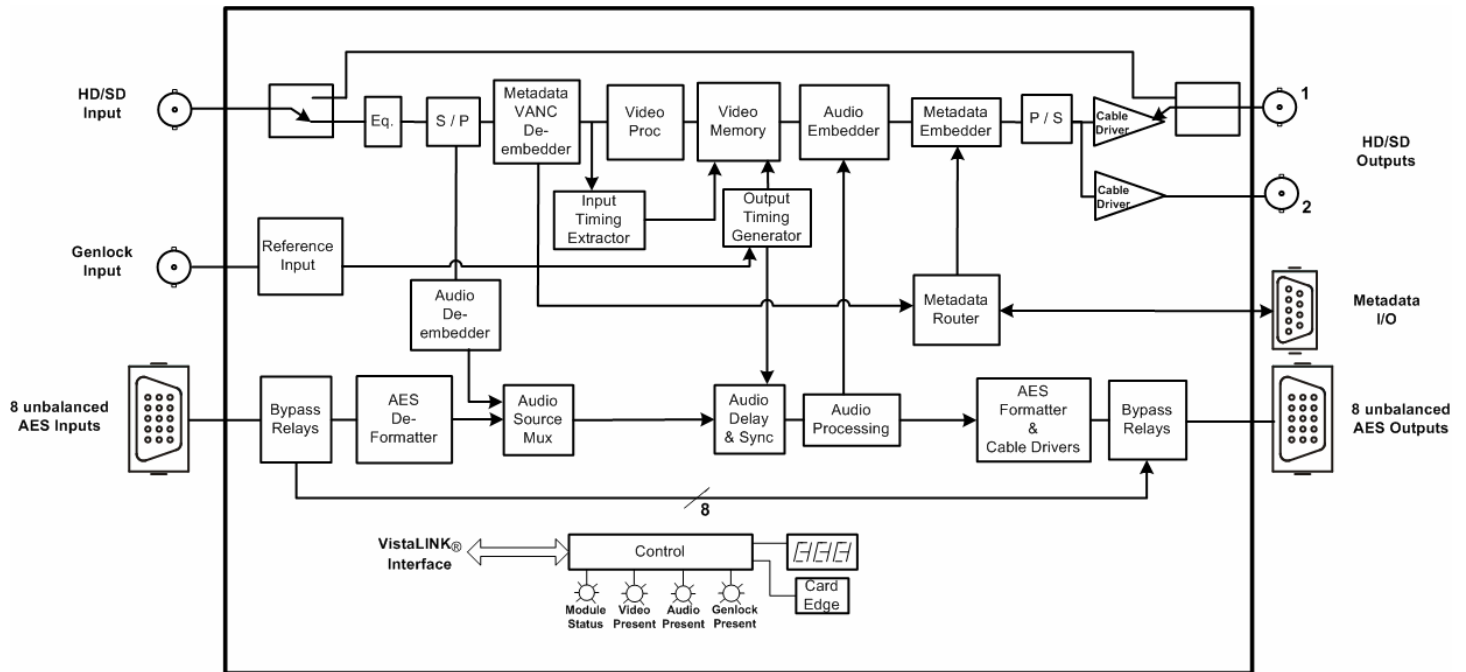 HD/SD
Input
Eq.
S / P
Metadata
VANC
De-
embedder
Video
Proc
Video
Memory
Audio
Embedder
Metadata
Embedder
P / S
Cable
Driver
1
HD/SD
Outputs
Cable
Driver
2
Input
Timing
Extractor
Output
Timing
Generator
Genlock
Input
Reference
Input
Audio
De-
embedder
Metadata
Router
Metadata
I/O
8 unbalanced
AES Inputs
Bypass
Relays
AES
De-
Formatter
Audio
Source
Mux
Audio
Delay
& Sync
Audio
Processing
AES
Formatter
&
Cable Drivers
Bypass
Relays
8 unbalanced
AES Outputs
8
VistaLINK®
Interface
Control
Card
Edge
Module
Status
Video
Present
Audio
Present
Genlock
Present